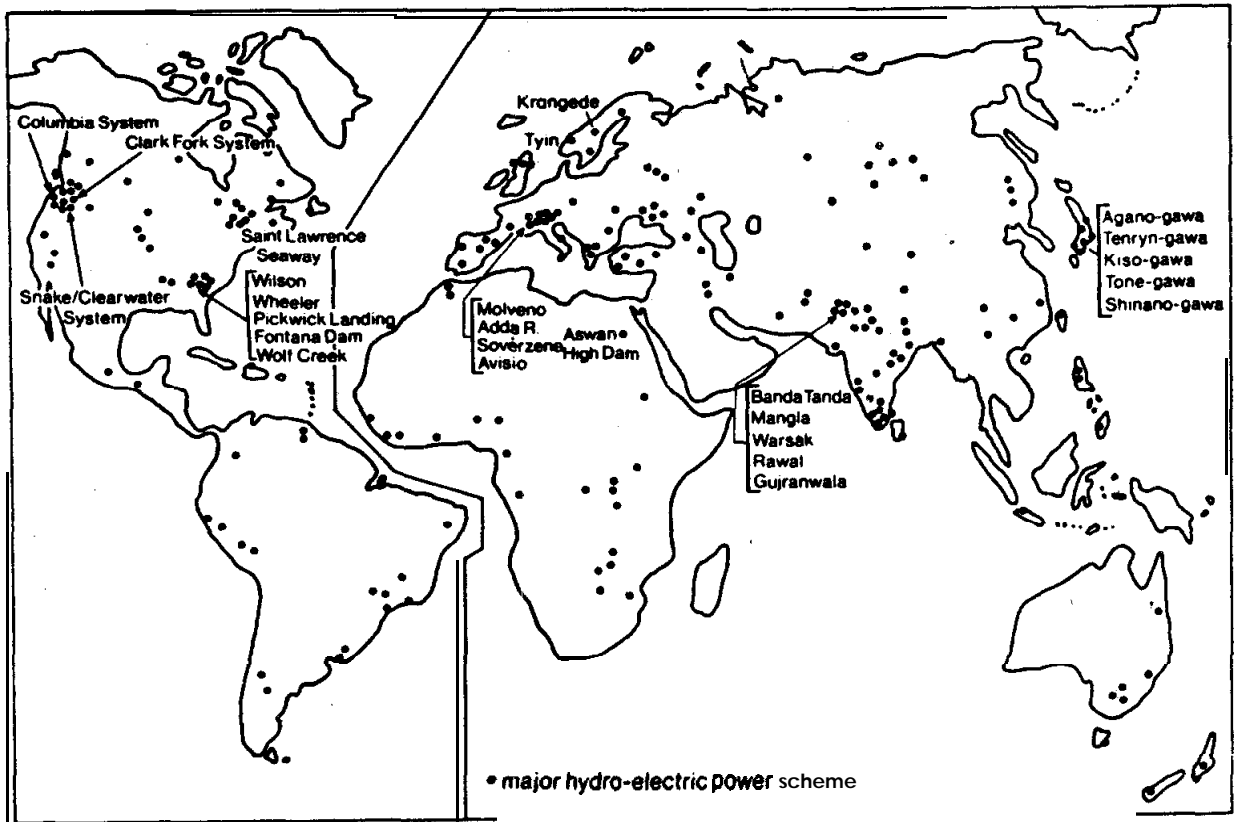 Columbia System
Clark Fork System
Krangede
Tyin
Saint Lawrence
Seaway
Snake/Clearwater
System
Wilson
Wheeler
Pickwick Landing
Fontana Dam
Wolf Creek
Molveno
Adda R.
Soverzene
Avisio
Aswan
High Dam
Banda Tanda
Mangla
Warsak
Rawal
Gujranwala
Agano-gawa
Tenryn-gawa
Kiso-gawa
Tone-gawa
Shinano-gawa
• major hydro-electric power scheme